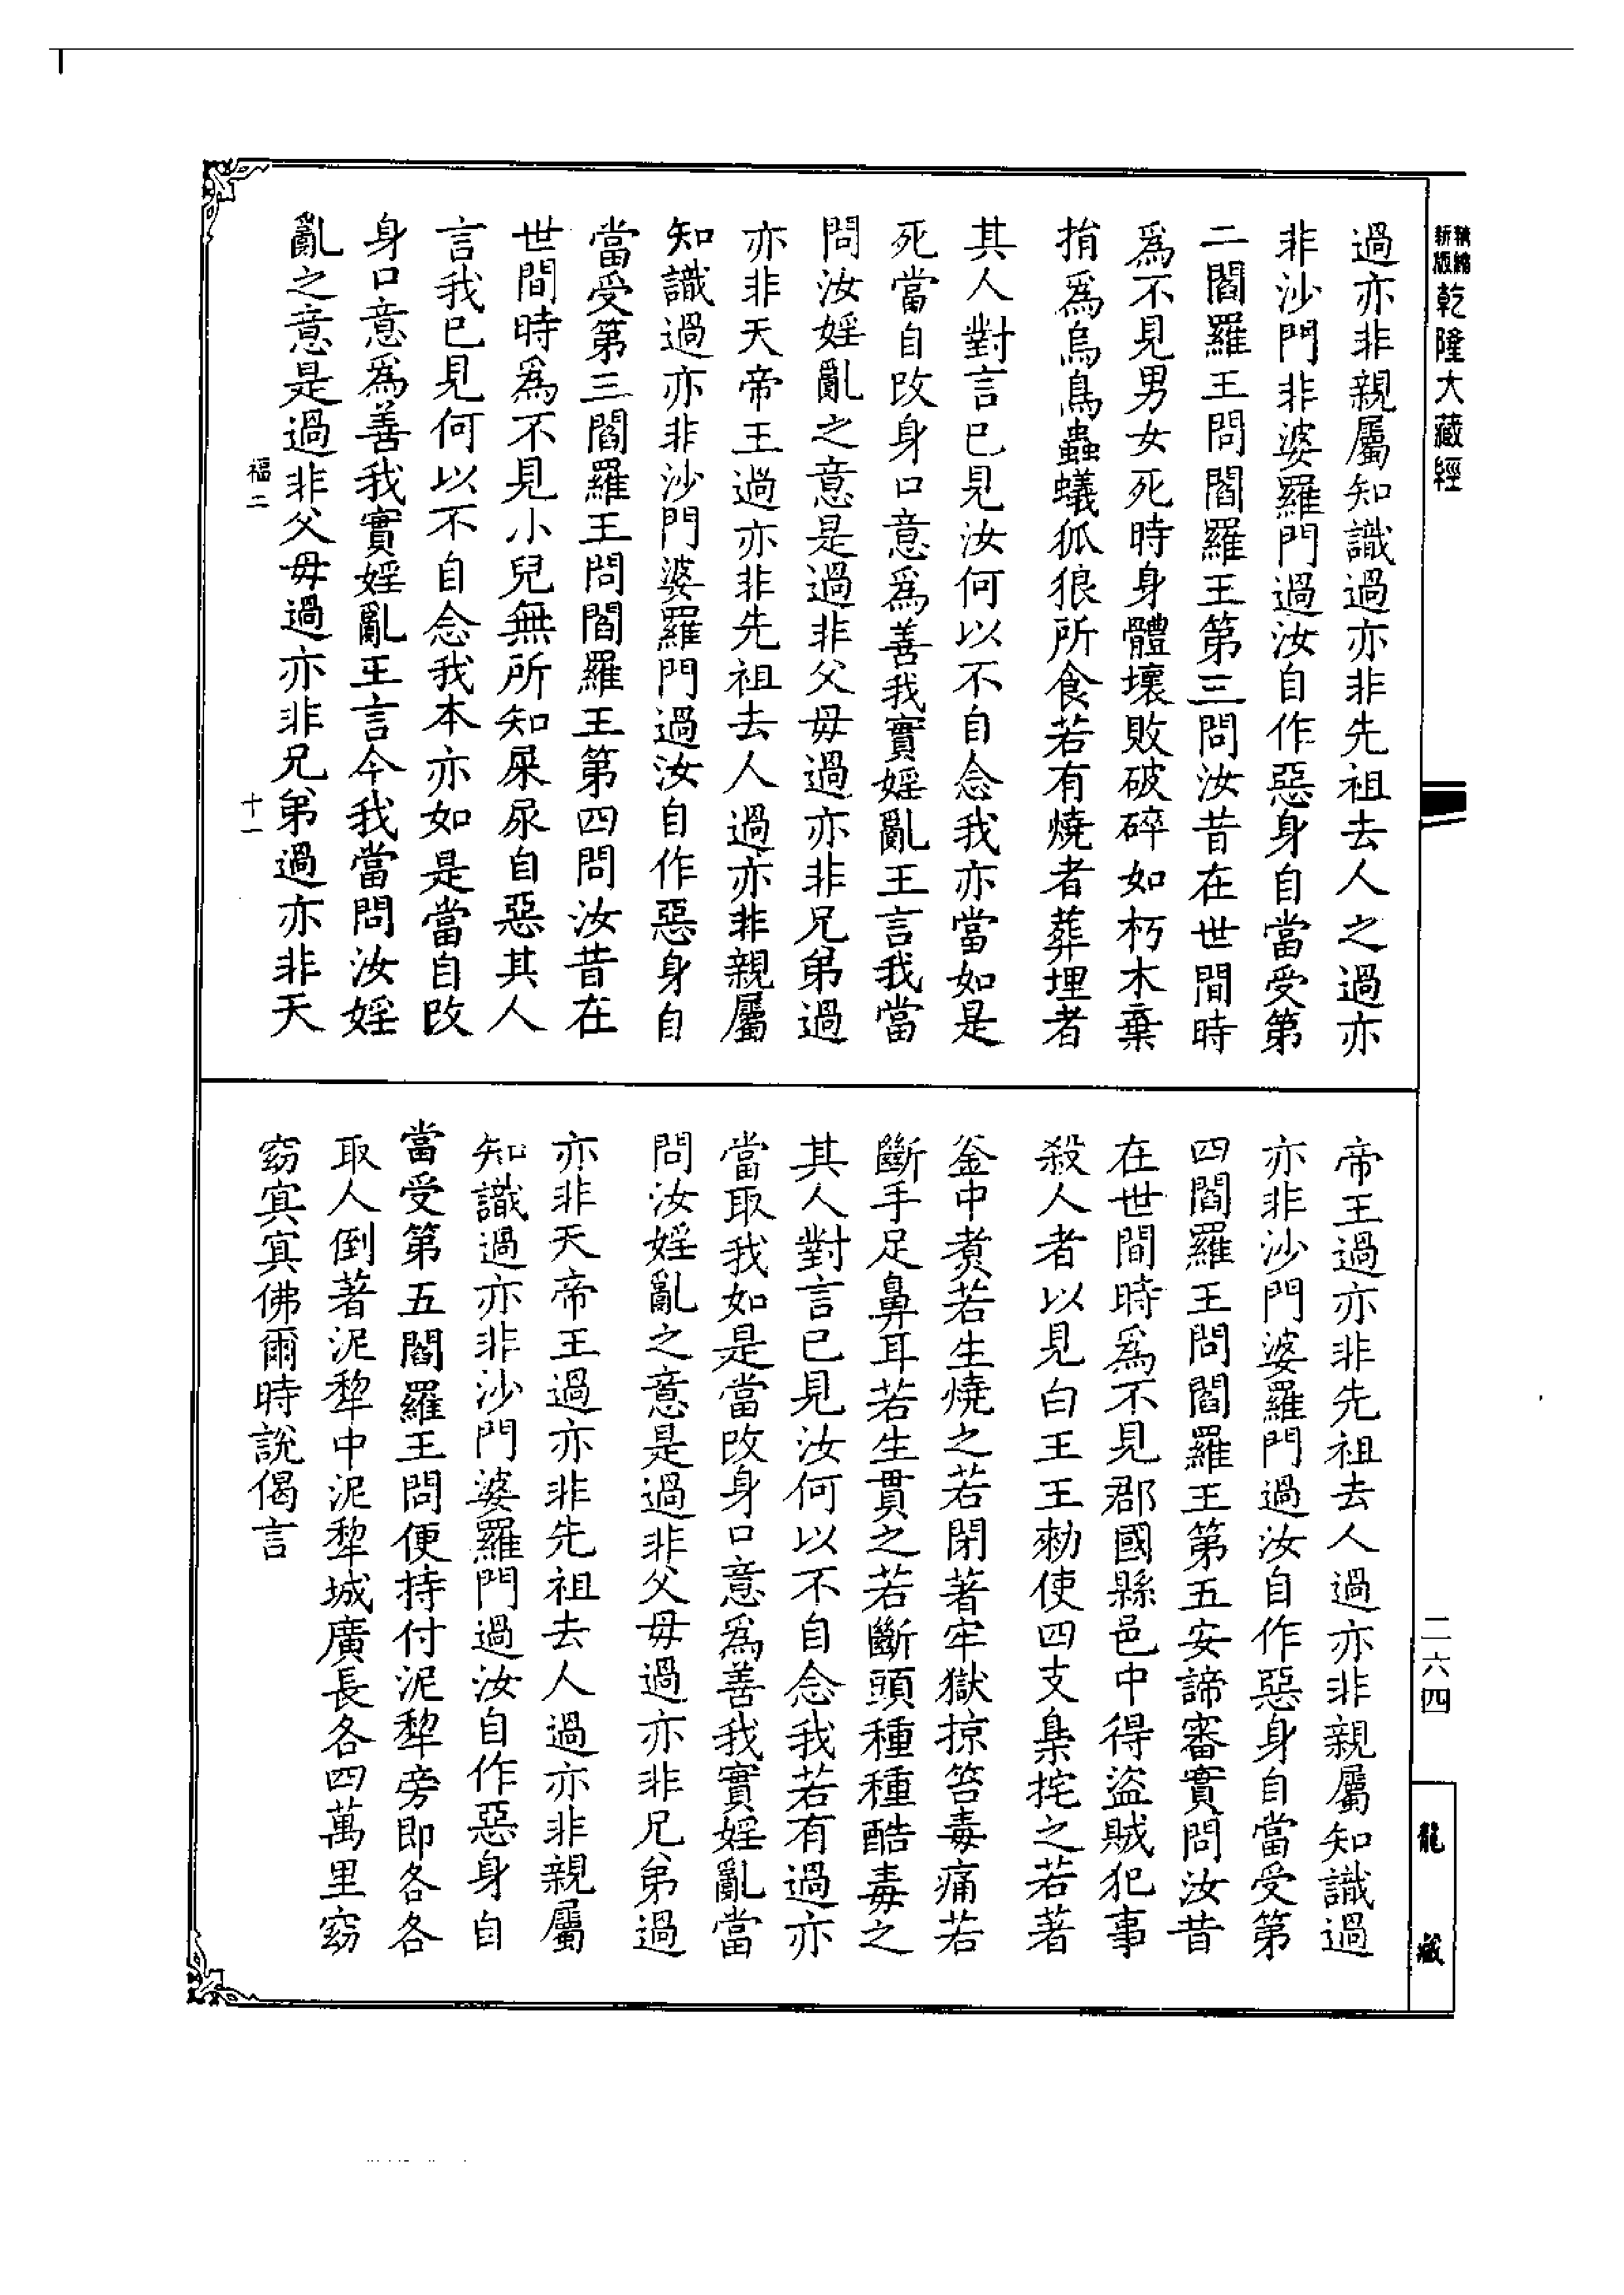 精縮新版乾隆大藏經
過亦非親屬知識過亦非先祖去人之過亦
非沙門非婆羅門過汝自作惡身自當受第
二閻羅王問閻羅王第三問汝昔在世間時
爲不見男女死時身體壞敗破碎如朽木棄
捐爲烏鳥蟲蟻狐狼所食若有燒者葬埋者
其人對言已見汝何以不自念我亦當如是
死當自改身口意爲善我實婬亂王言我當
問汝婬亂之意是過非父毋過亦非兄弟過
亦非天帝王過亦非先祖去人過亦非親屬
知識過亦非沙門婆羅門過汝自作惡身自
當受第三閻羅王問閻羅王第四問汝昔在
世間時爲不見小兒無所知屎尿自惡其人
言我已見何以不自念我本亦如是當自改
身口意爲善我實婬亂王言今我當問汝婬
亂之意是過非父毋過亦非兄弟過亦非天
福二
十一
帝王過亦非先祖去人過亦非親屬知識過
亦非沙門婆羅門過汝自作惡身自當受第
四閻羅王問閻羅王第五安諦審實問汝昔
在世間時爲不見郡國縣邑中得盜賊犯事
殺人者以見白王王勑使四支梟挓之若著
釜中煑若生燒之若閉著牢獄掠笞毒痛若
斷手足鼻耳若生貫之若斷頭種種酷毒之
其人對言已見汝何以不自念我若有過亦
當取我如是當改身口意爲善我實婬亂當
問汝婬亂之意是過非父毋過亦非兄弟過
亦非天帝王過亦非先祖去人過亦非親屬
知識過亦非沙門婆羅門過汝自作惡身自
當受第五閻羅王問便持付泥犂旁即各各
取人倒著泥犂中泥犂城廣長各四萬里窈
窈寘寘佛爾時說偈言
二六四
龍藏